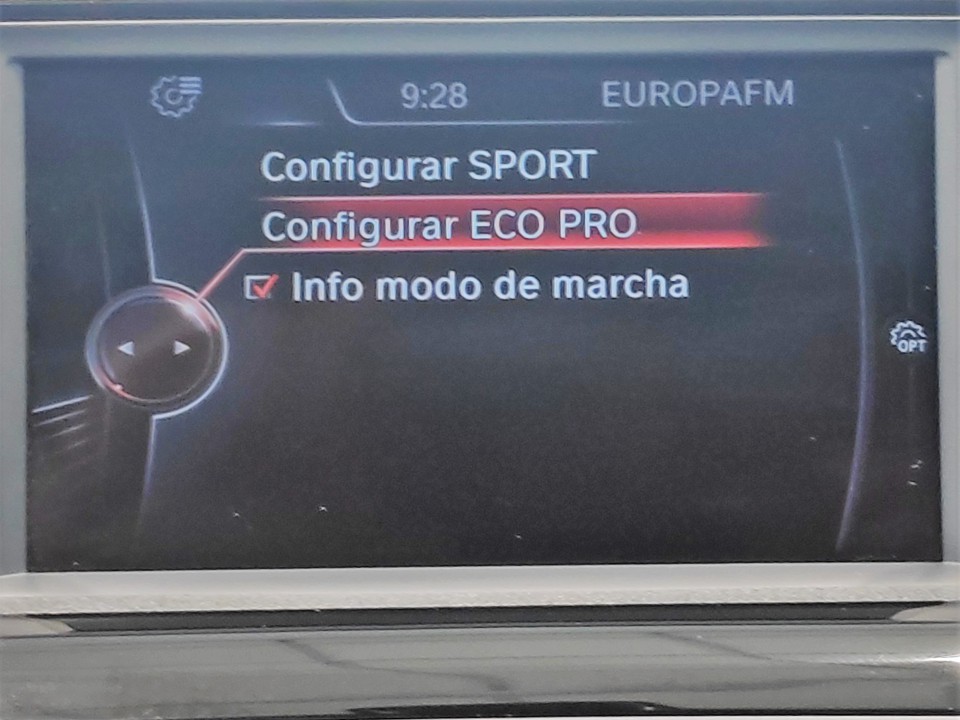 9:28 EUROPAFM
Configurar SPORT
Configurar ECO PRO
Info modo de marcha
OPT